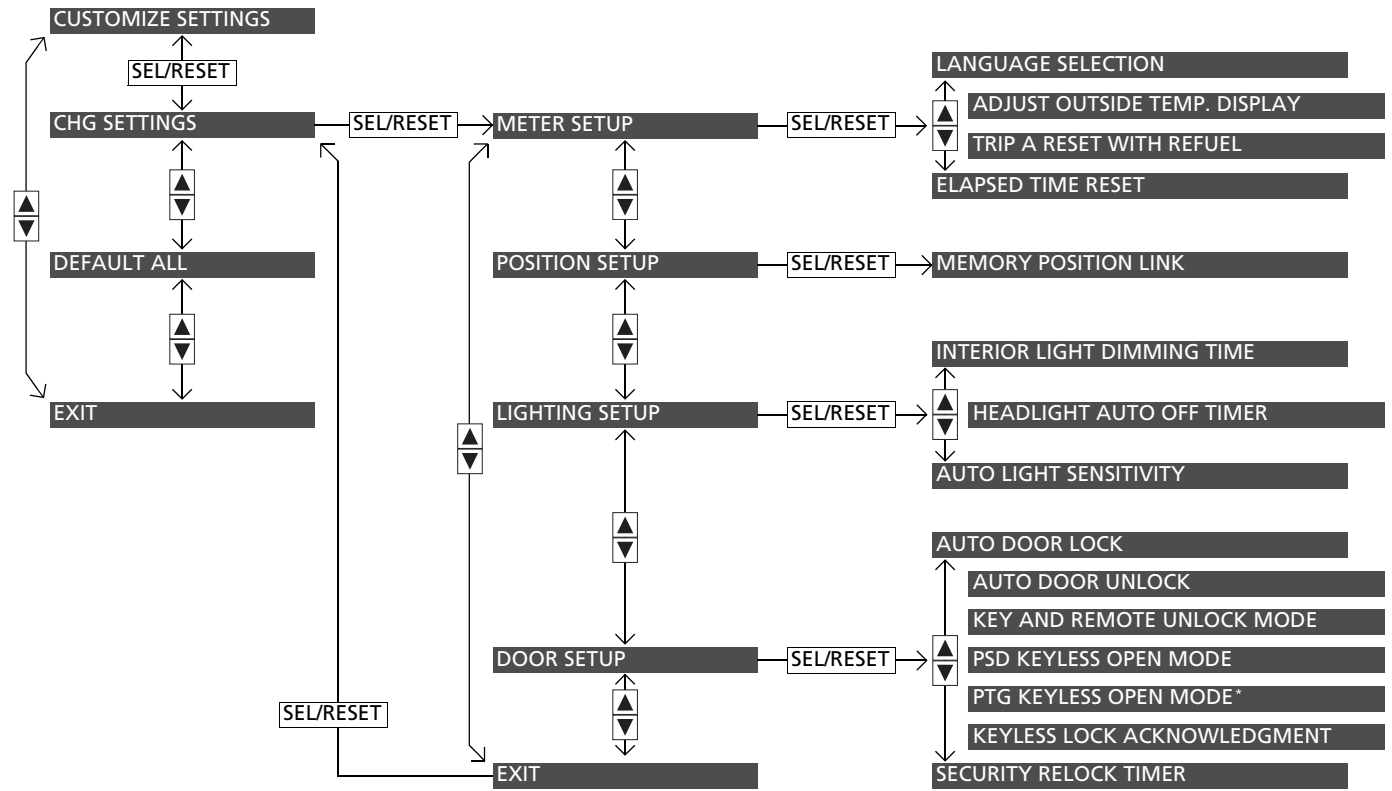 CUSTOMIZE SETTINGS
SEL/RESET
CHG SETTINGS
SEL/RESET
METER SETUP
SEL/RESET
LANGUAGE SELECTION
ADJUST OUTSIDE TEMP. DISPLAY
TRIP A RESET WITH REFUEL
ELAPSED TIME RESET
DEFAULT ALL
POSITION SETUP
SEL/RESET
MEMORY POSITION LINK
EXIT
LIGHTING SETUP
SEL/RESET
INTERIOR LIGHT DIMMING TIME
HEADLIGHT AUTO OFF TIMER
AUTO LIGHT SENSITIVITY
DOOR SETUP
SEL/RESET
AUTO DOOR LOCK
AUTO DOOR UNLOCK
KEY AND REMOTE UNLOCK MODE
PSD KEYLESS OPEN MODE
PTG KEYLESS OPEN MODE*
KEYLESS LOCK ACKNOWLEDGMENT
SECURITY RELOCK TIMER
SEL/RESET
EXIT